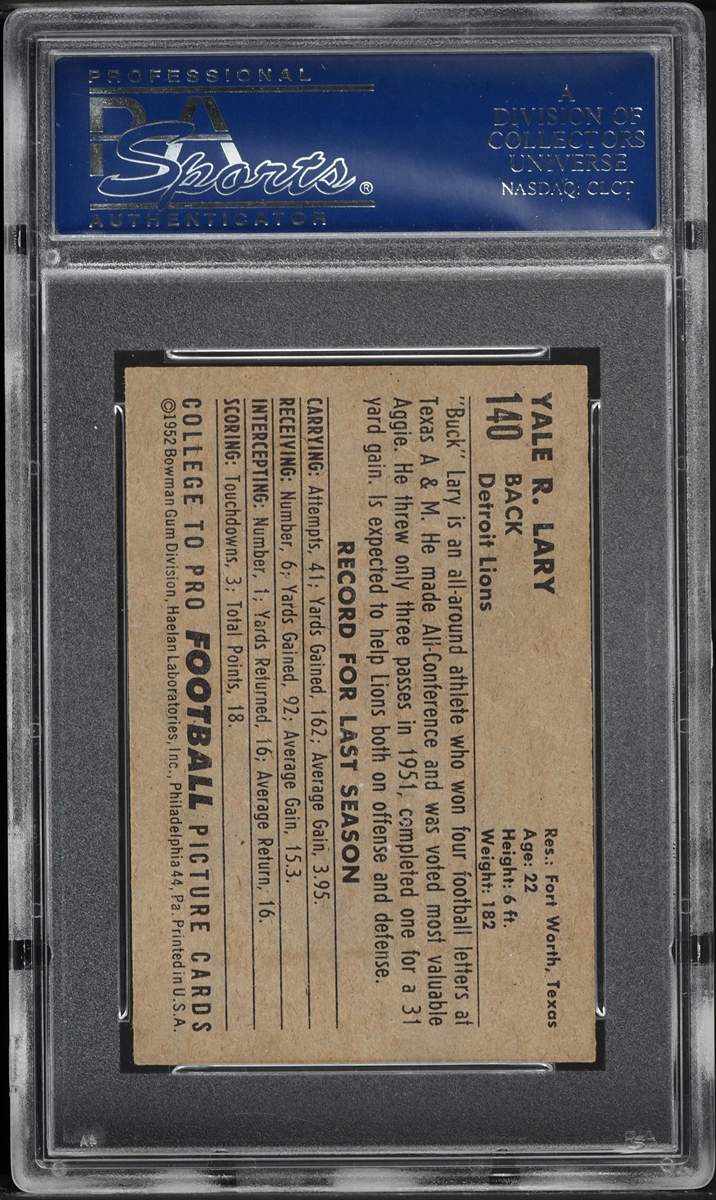 PROFESSIONAL
PSA
Sports®
AUTHENTICATOR
A
DIVISION OF
COLLECTORS
UNIVERSE
NASDAQ: CLCT
YALE R. LARY
140 BACK
Detroit Lions
Res.: Fort Worth, Texas
Age: 22
Height: 6 ft.
Weight: 182
"Buck" Lary is an all-around athlete who won four football letters at
Texas A & M. He made All-Conference and was voted most valuable
Aggie. He threw only three passes in 1951, completed one for a 31
yard gain. Is expected to help Lions both on offense and defense.
RECORD FOR LAST SEASON
CARRYING: Attempts, 41; Yards Gained, 162; Average Gain, 3.95.
RECEIVING: Number, 6; Yards Gained, 92; Average Gain, 15.3.
INTERCEPTING: Number, 1; Yards Returned, 16; Average Return, 16.
SCORING: Touchdowns, 3; Total Points, 18.
COLLEGE TO PRO FOOTBALL PICTURE CARDS
©1952 Bowman Gum Division, Haelan Laboratories, Inc., Philadelphia 44, Pa. Printed in U.S.A.